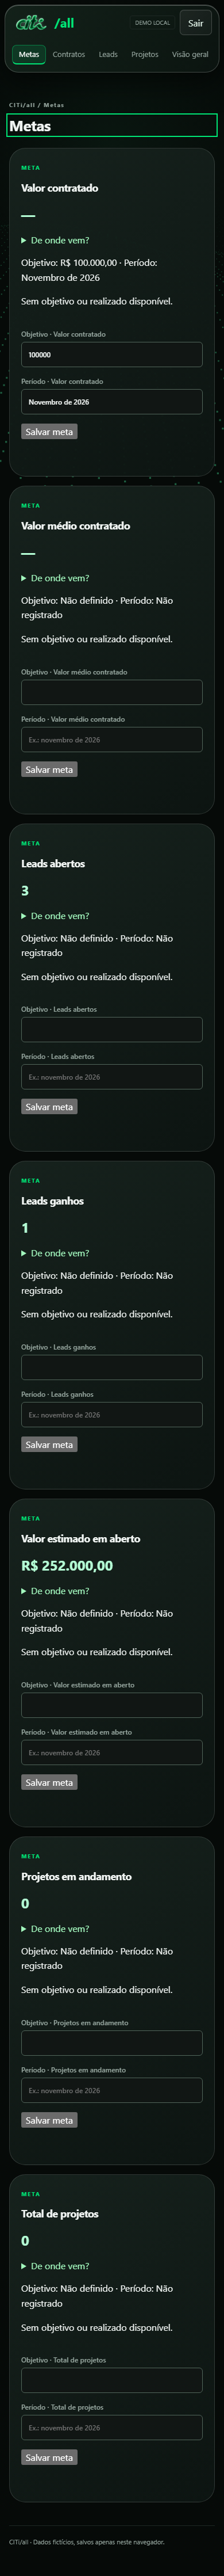 citi /all DEMO LOCAL Sair
Metas Contratos Leads Projetos Visão geral
CITi/all / Metas
Metas
META
Valor contratado
—
De onde vem?
Objetivo: R$ 100.000,00 · Período:
Novembro de 2026
Sem objetivo ou realizado disponível.
Objetivo · Valor contratado
100000
Período · Valor contratado
Novembro de 2026
Salvar meta
META
Valor médio contratado
—
De onde vem?
Objetivo: Não definido · Período: Não
registrado
Sem objetivo ou realizado disponível.
Objetivo · Valor médio contratado
Período · Valor médio contratado
Ex.: novembro de 2026
Salvar meta
META
Leads abertos
3
De onde vem?
Objetivo: Não definido · Período: Não
registrado
Sem objetivo ou realizado disponível.
Objetivo · Leads abertos
Período · Leads abertos
Ex.: novembro de 2026
Salvar meta
META
Leads ganhos
1
De onde vem?
Objetivo: Não definido · Período: Não
registrado
Sem objetivo ou realizado disponível.
Objetivo · Leads ganhos
Período · Leads ganhos
Ex.: novembro de 2026
Salvar meta
META
Valor estimado em aberto
R$ 252.000,00
De onde vem?
Objetivo: Não definido · Período: Não
registrado
Sem objetivo ou realizado disponível.
Objetivo · Valor estimado em aberto
Período · Valor estimado em aberto
Ex.: novembro de 2026
Salvar meta
META
Projetos em andamento
0
De onde vem?
Objetivo: Não definido · Período: Não
registrado
Sem objetivo ou realizado disponível.
Objetivo · Projetos em andamento
Período · Projetos em andamento
Ex.: novembro de 2026
Salvar meta
META
Total de projetos
0
De onde vem?
Objetivo: Não definido · Período: Não
registrado
Sem objetivo ou realizado disponível.
Objetivo · Total de projetos
Período · Total de projetos
Ex.: novembro de 2026
Salvar meta
CITi/all · Dados fictícios, salvos apenas neste navegador.